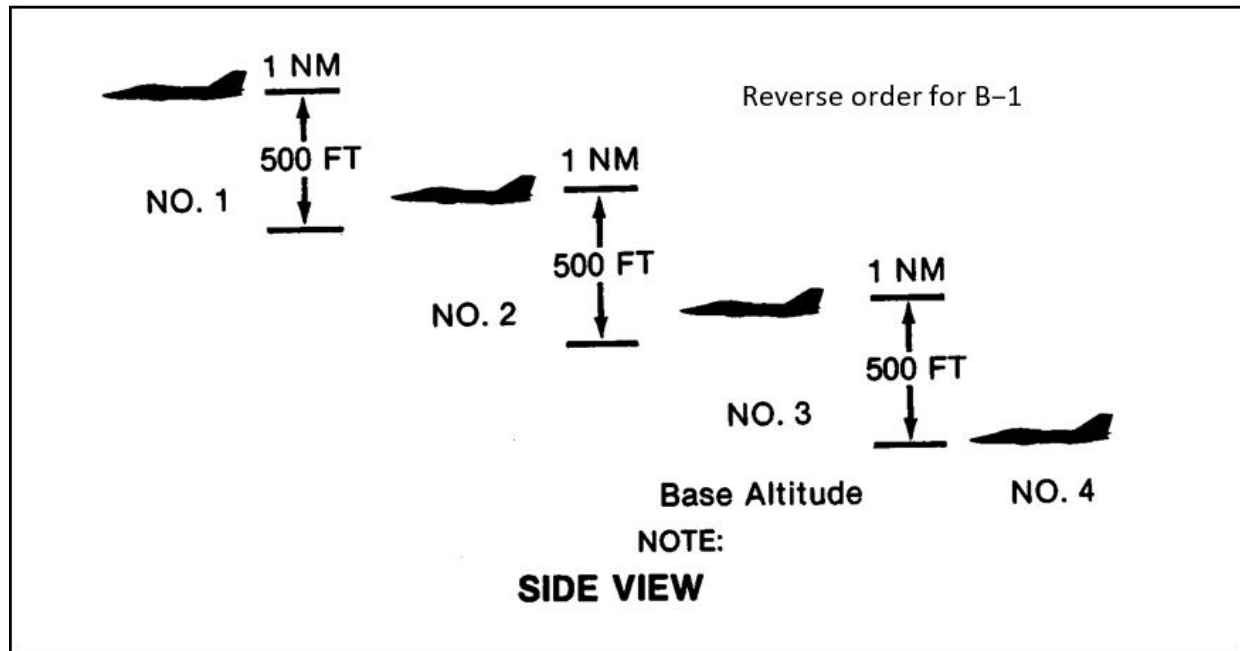 1 NM
Reverse order for B–1
500 FT
1 NM
NO. 1
500 FT
1 NM
NO. 2
500 FT
NO. 3
Base Altitude
NO. 4
NOTE:
SIDE VIEW